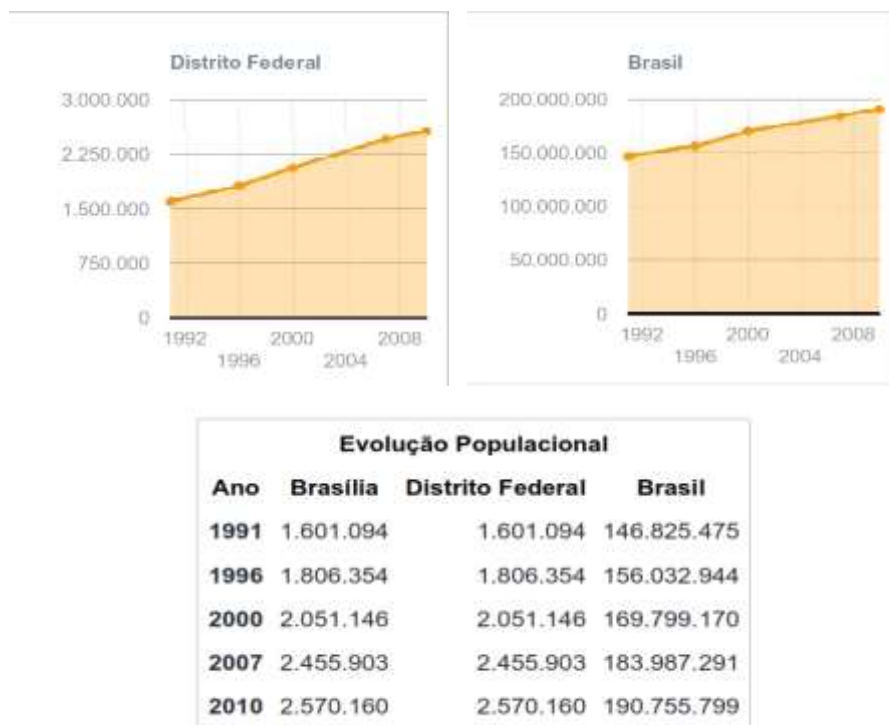 Distrito Federal
3.000.000
2.250.000
1.500.000
750.000
0
1992
2000
2008
1996
2004
Brasil
200.000.000
150.000.000
100.000.000
50.000.000
0
1992
2000
2008
1996
2004
Evolução Populacional
Ano Brasília Distrito Federal Brasil
1991 1.601.094 1.601.094 146.825.475
1996 1.806.354 1.806.354 156.032.944
2000 2.051.146 2.051.146 169.799.170
2007 2.455.903 2.455.903 183.987.291
2010 2.570.160 2.570.160 190.755.799